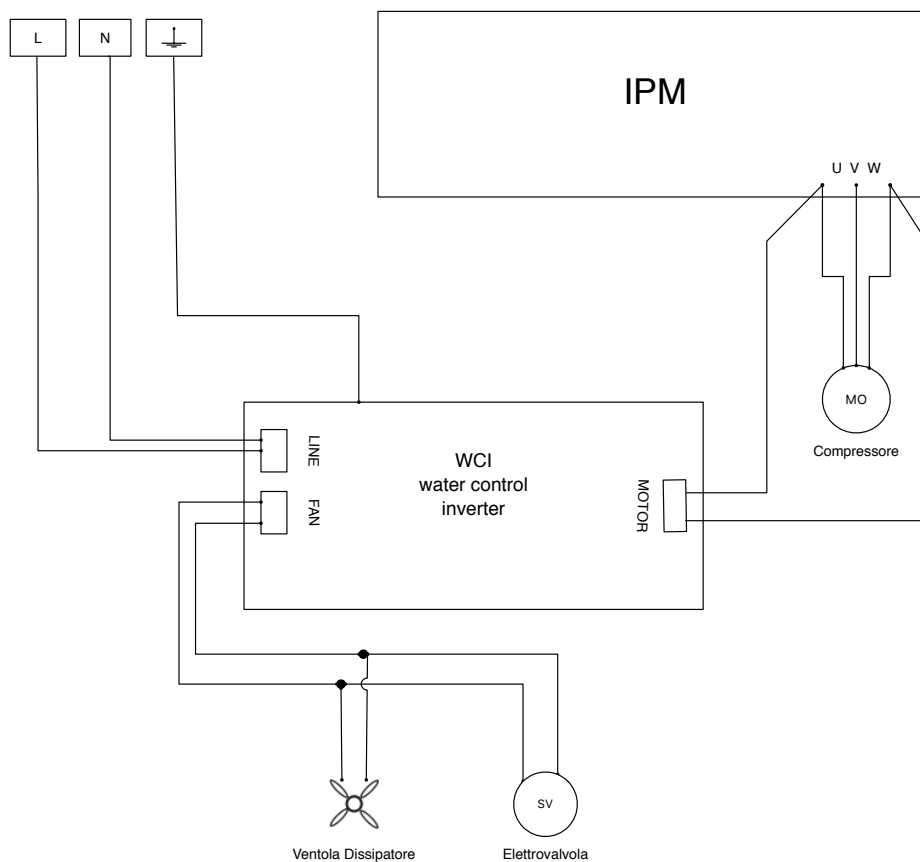 L
N
IPM
U V W
MO
Compressore
LINE
FAN
WCI
water control
inverter
MOTOR
SV
Ventola Dissipatore
Elettrovalvola